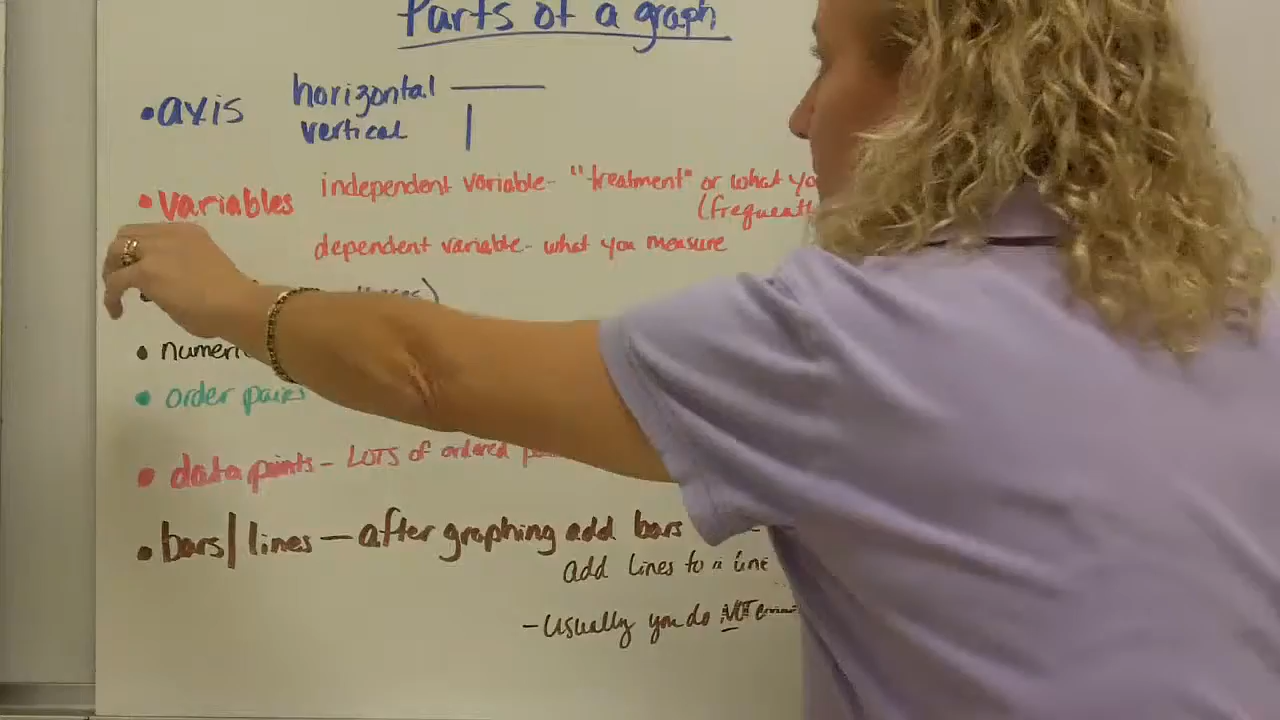 Parts of a graph
• axis horizontal
vertical
• Variables independent variable- "treatment" or what yo
(frequentl
dependent variable- what you measure
)
• numeri
• order pairs
• data points - LOTS of ordered
• bars/lines - after graphing add bars
add lines to a line
- usually you do NOT